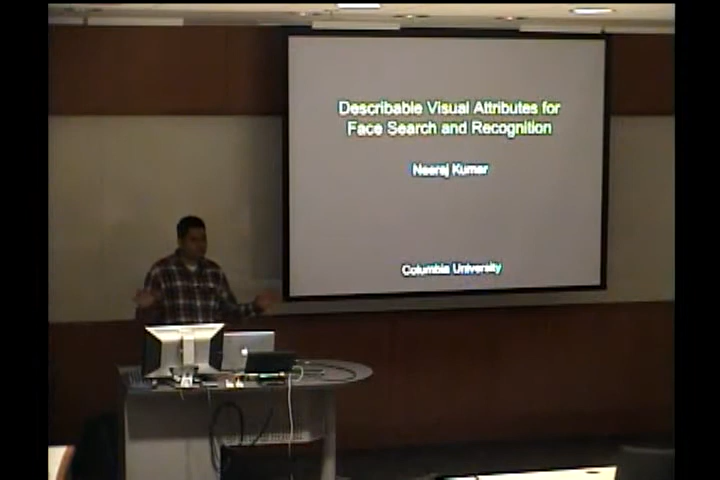 Describable Visual Attributes for
Face Search and Recognition
Neeraj Kumar
Columbia University